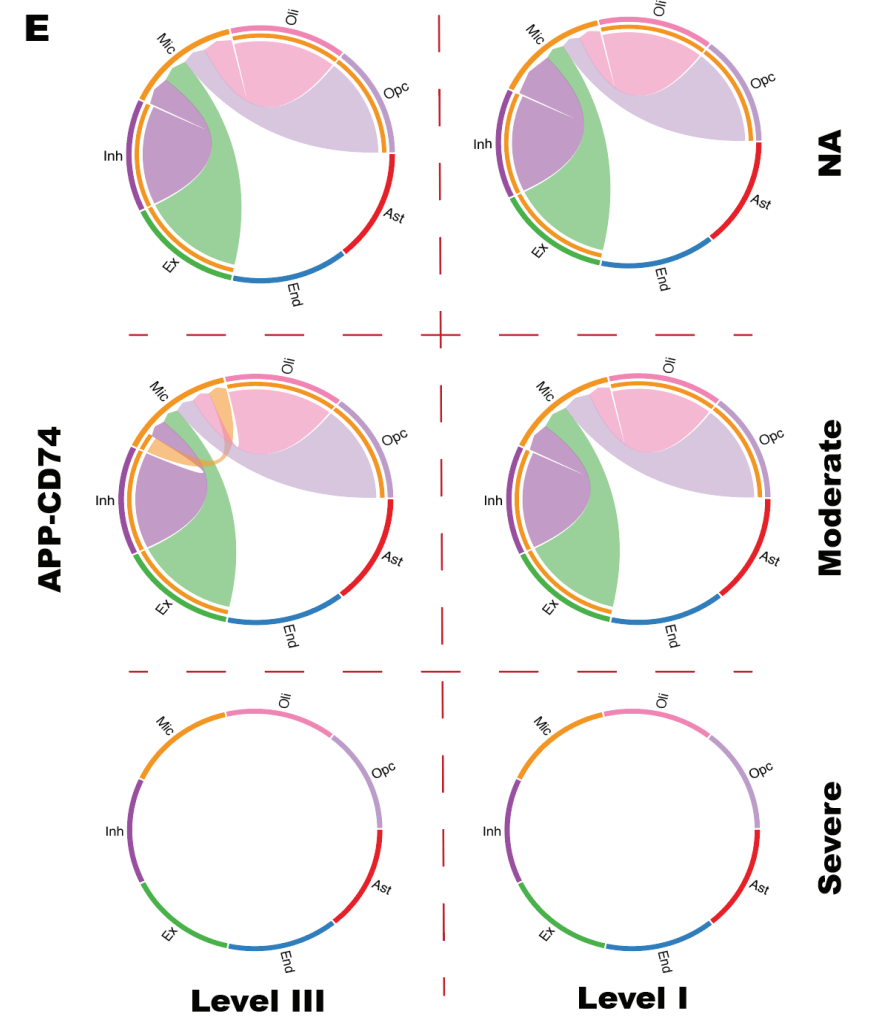 E
Oli
Mic
Opc
Inh
Ast
Ex
End
Oli
Mic
Opc
Inh
Ast
Ex
End
NA
Oli
Mic
Opc
Inh
Ast
Ex
End
Oli
Mic
Opc
Inh
Ast
Ex
End
APP-CD74
Moderate
Oli
Mic
Opc
Inh
Ast
Ex
End
Oli
Mic
Opc
Inh
Ast
Ex
End
Severe
Level III
Level I